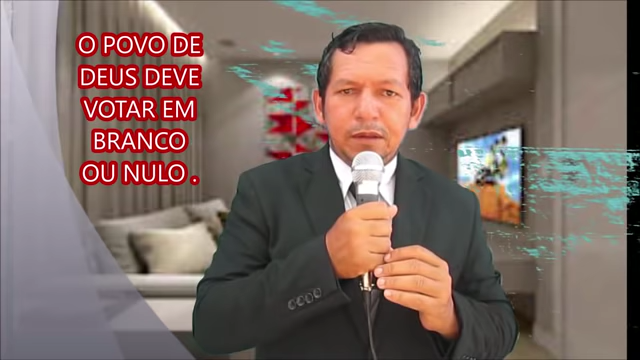 O POVO DE
DEUS DEVE
VOTAR EM
BRANCO
OU NULO .